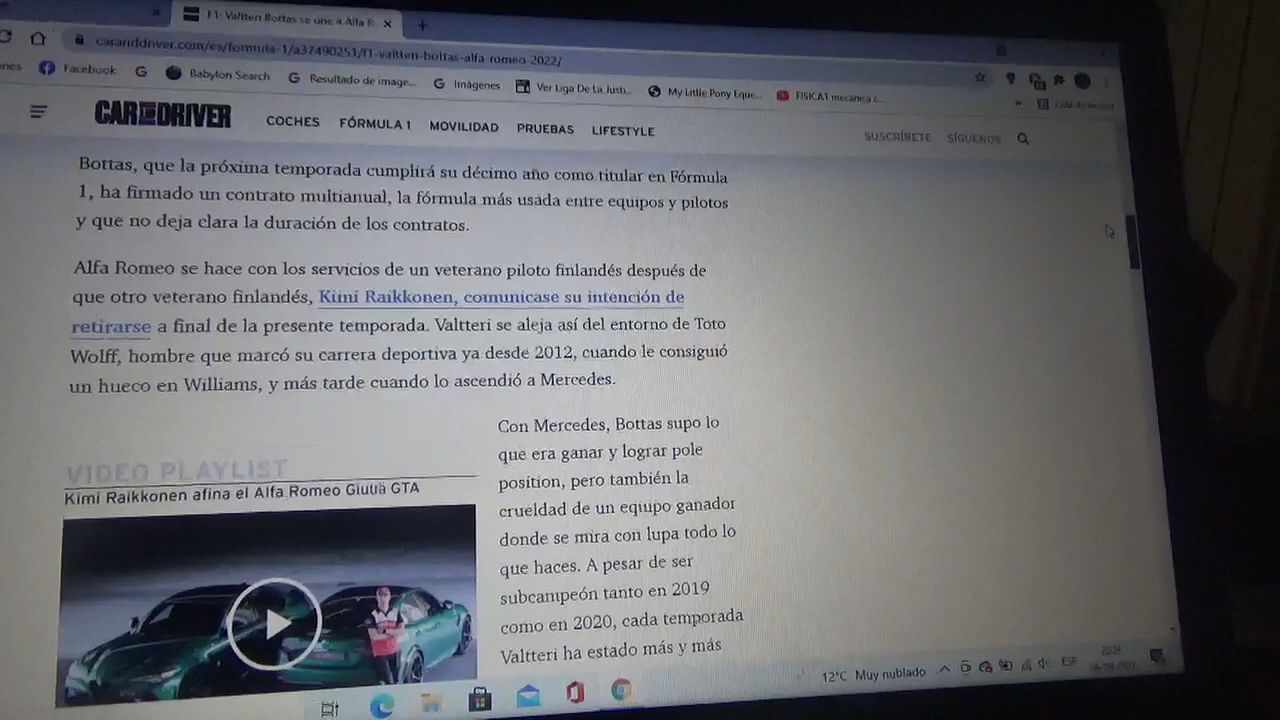 F1: Valtteri Bottas se une a Alfa R
caranddriver.com/es/formula-1/a37490251/f1-valtteri-bottas-alfa-romeo-2022/
Facebook
Babylon Search
Resultado de image...
Imágenes
Ver Liga De La Justi...
My Little Pony Eque...
FISICA1 mecánica c...
CAR AND DRIVER
COCHES
FÓRMULA 1
MOVILIDAD
PRUEBAS
LIFESTYLE
SUSCRÍBETE
SÍGUENOS
Bottas, que la próxima temporada cumplirá su décimo año como titular en Fórmula
1, ha firmado un contrato multianual, la fórmula más usada entre equipos y pilotos
y que no deja clara la duración de los contratos.
Alfa Romeo se hace con los servicios de un veterano piloto finlandés después de
que otro veterano finlandés, Kimi Raikkonen, comunicase su intención de
retirarse a final de la presente temporada. Valtteri se aleja así del entorno de Toto
Wolff, hombre que marcó su carrera deportiva ya desde 2012, cuando le consiguió
un hueco en Williams, y más tarde cuando lo ascendió a Mercedes.
VIDEO PLAYLIST
Kimi Raikkonen afina el Alfa Romeo Giulia GTA
Con Mercedes, Bottas supo lo
que era ganar y lograr pole
position, pero también la
crueldad de un equipo ganador
donde se mira con lupa todo lo
que haces. A pesar de ser
subcampeón tanto en 2019
como en 2020, cada temporada
Valtteri ha estado más y más
12°C Muy nublado
ESP